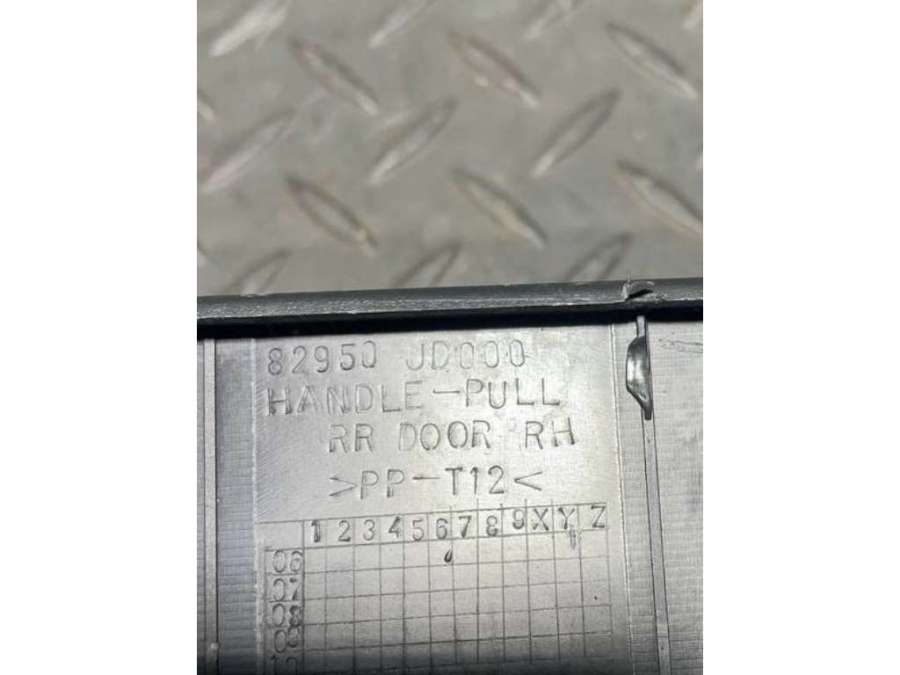 82950 JD000
HANDLE-PULL
RR DOOR RH
>PP-T12<
1 2 3 4 5 6 7 8 9 X Y Z
06
07
08